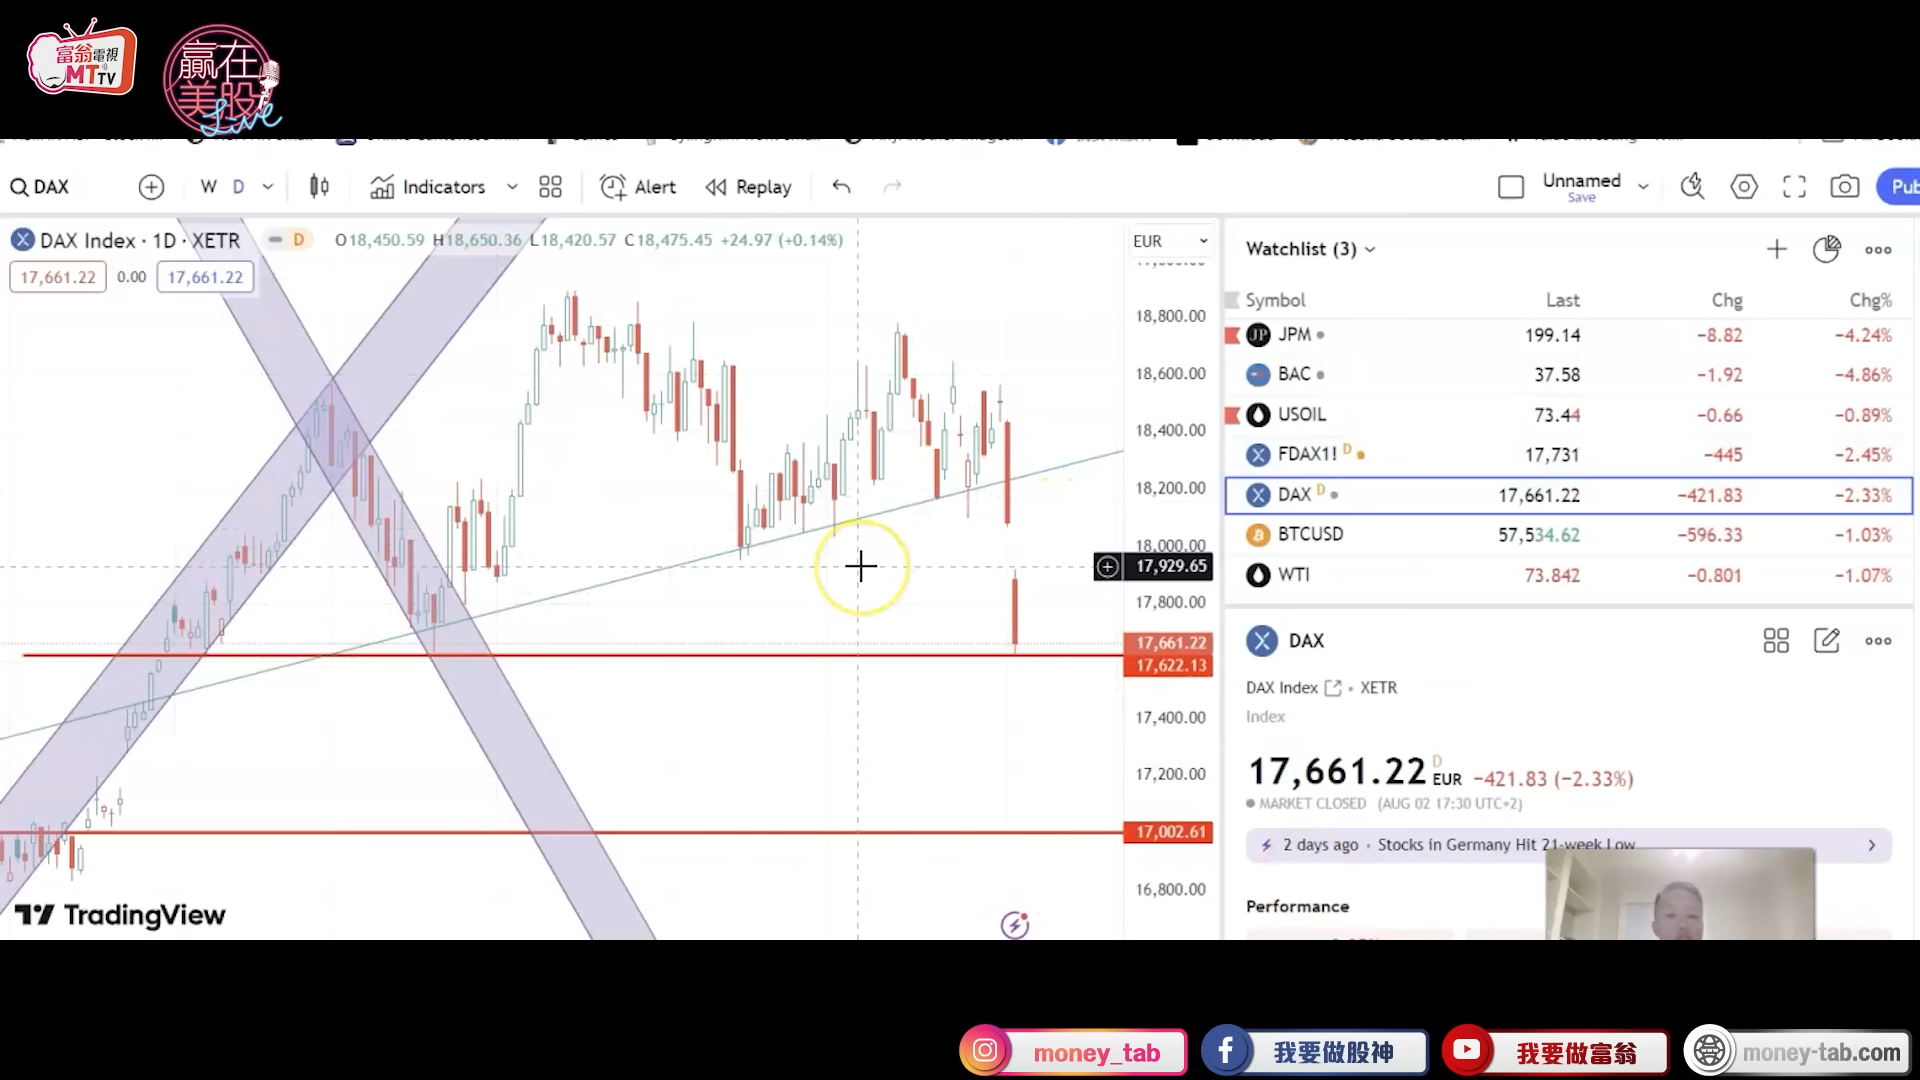 富翁電視
MTTV
贏在
美股
Live
DAX
W D
Indicators
Alert
Replay
Unnamed
Save
Pub
DAX Index · 1D · XETR
D
O18,450.59 H18,650.36 L18,420.57 C18,475.45 +24.97 (+0.14%)
17,661.22 0.00 17,661.22
EUR
18,800.00
18,600.00
18,400.00
18,200.00
18,000.00
17,929.65
17,800.00
17,661.22
17,622.13
17,400.00
17,200.00
17,002.61
16,800.00
TradingView
Watchlist (3)
Symbol Last Chg Chg%
JPM 199.14 −8.82 −4.24%
BAC 37.58 −1.92 −4.86%
USOIL 73.44 −0.66 −0.89%
FDAX1! D 17,731 −445 −2.45%
DAX D 17,661.22 −421.83 −2.33%
BTCUSD 57,534.62 −596.33 −1.03%
WTI 73.842 −0.801 −1.07%
DAX
DAX Index • XETR
Index
17,661.22 D EUR −421.83 (−2.33%)
MARKET CLOSED (AUG 02 17:30 UTC+2)
2 days ago • Stocks in Germany Hit 21-week Low
Performance
money_tab
我要做股神
我要做富翁
money-tab.com